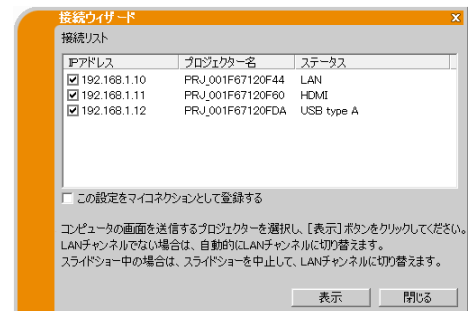 接続ウィザード
接続リスト
IPアドレス プロジェクター名 ステータス
192.168.1.10 PRJ_001F67120F44 LAN
192.168.1.11 PRJ_001F67120F60 HDMI
192.168.1.12 PRJ_001F67120FDA USB type A
この設定をマイコネクションとして登録する
コンピュータの画面を送信するプロジェクターを選択し、[表示]ボタンをクリックしてください。
LANチャンネルでない場合は、自動的にLANチャンネルに切り替えます。
スライドショー中の場合は、スライドショーを中止して、LANチャンネルに切り替えます。
表示 閉じる